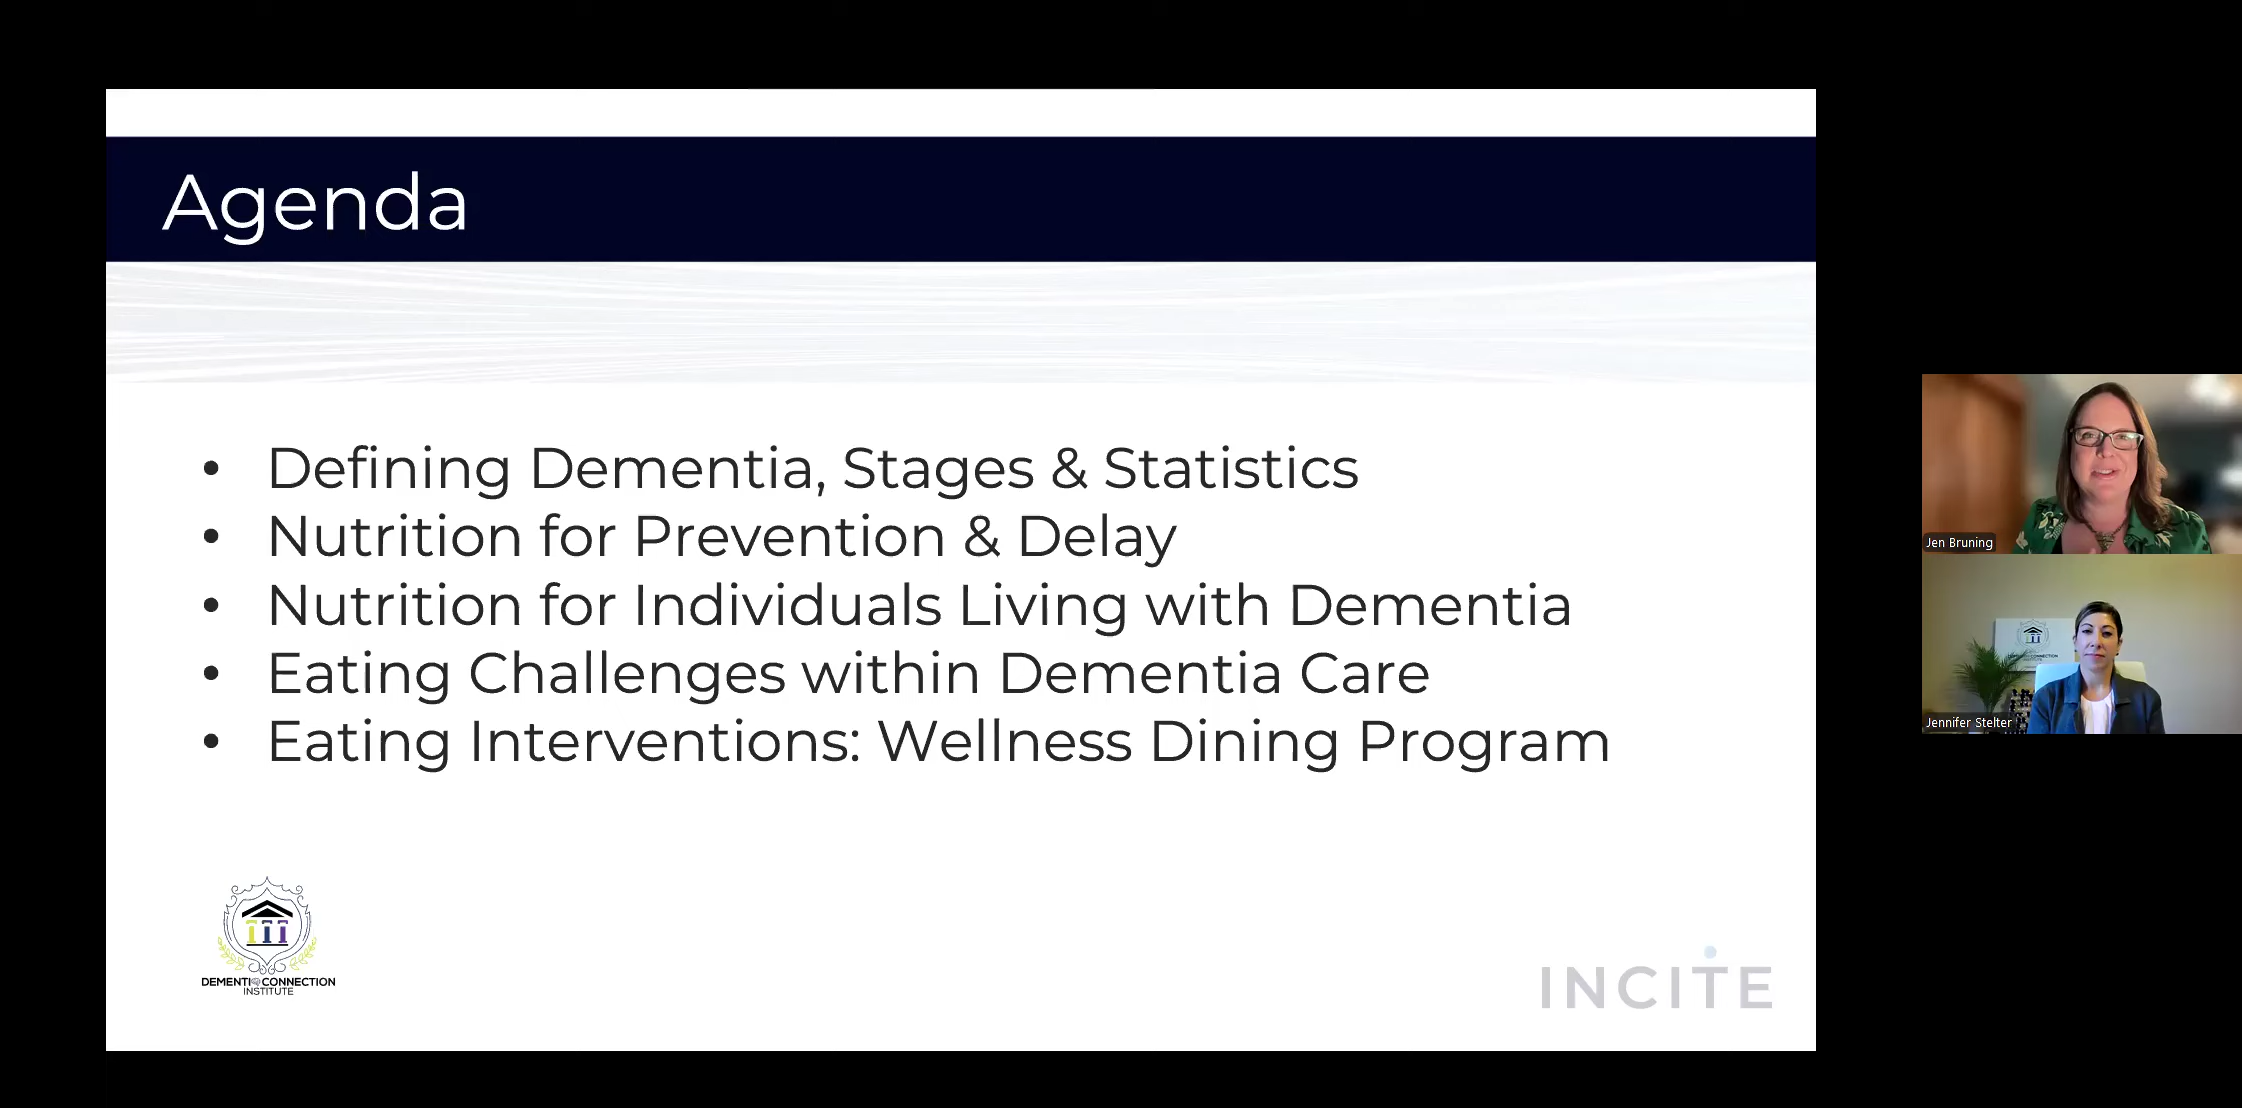 Agenda
• Defining Dementia, Stages & Statistics
• Nutrition for Prevention & Delay
• Nutrition for Individuals Living with Dementia
• Eating Challenges within Dementia Care
• Eating Interventions: Wellness Dining Program
DEMENTIA CONNECTION
INSTITUTE
INCITE
Jen Bruning
Jennifer Stelter